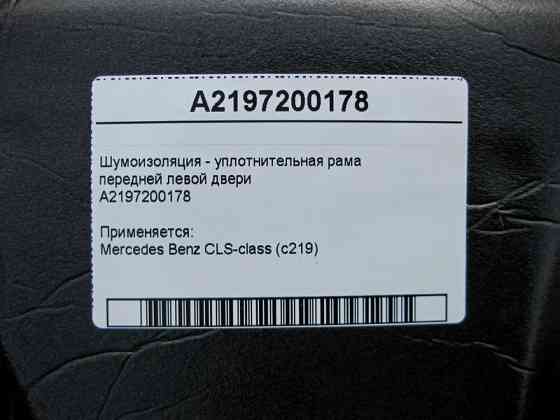 A2197200178
Шумоизоляция - уплотнительная рама
передней левой двери
A2197200178
Применяется:
Mercedes Benz CLS-class (c219)